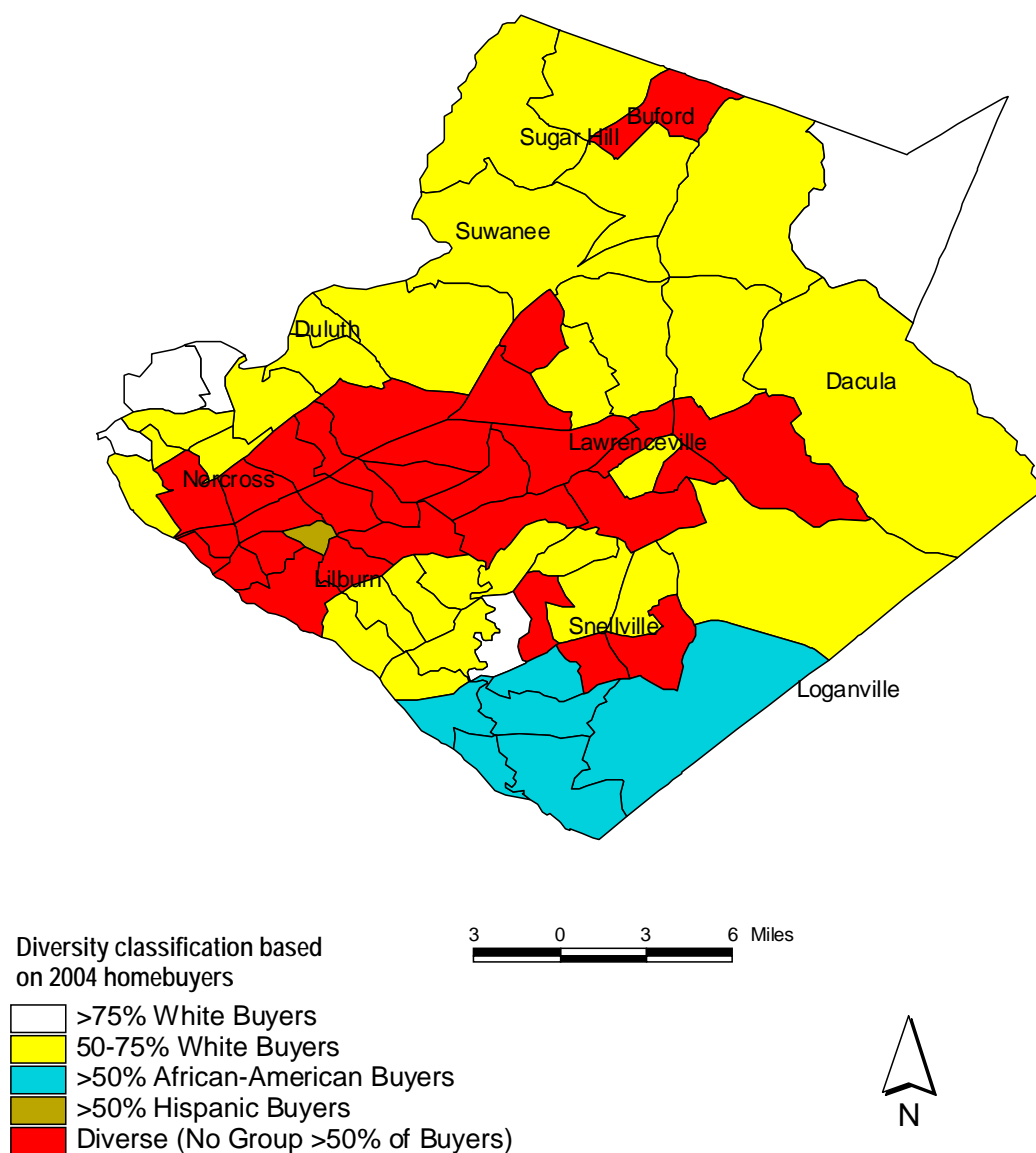 Buford
Sugar Hill
Suwanee
Duluth
Dacula
Lawrenceville
Norcross
Lilburn
Snellville
Loganville
3 0 3 6 Miles
Diversity classification based
on 2004 homebuyers
>75% White Buyers
50-75% White Buyers
>50% African-American Buyers
>50% Hispanic Buyers
Diverse (No Group >50% of Buyers)
N